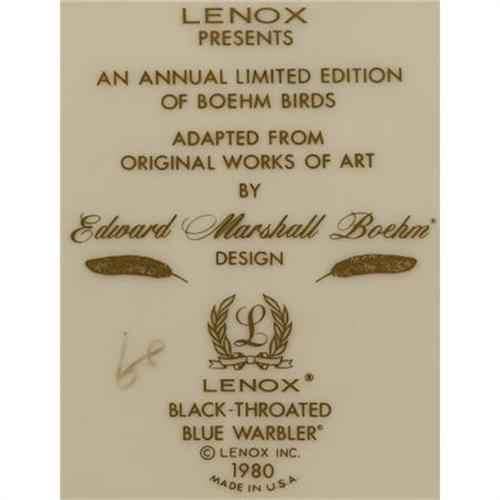 LENOX
PRESENTS
AN ANNUAL LIMITED EDITION
OF BOEHM BIRDS
ADAPTED FROM
ORIGINAL WORKS OF ART
BY
Edward Marshall Boehm®
DESIGN
L
LENOX®
BLACK-THROATED
BLUE WARBLER©
© LENOX INC.
1980
MADE IN U.S.A.